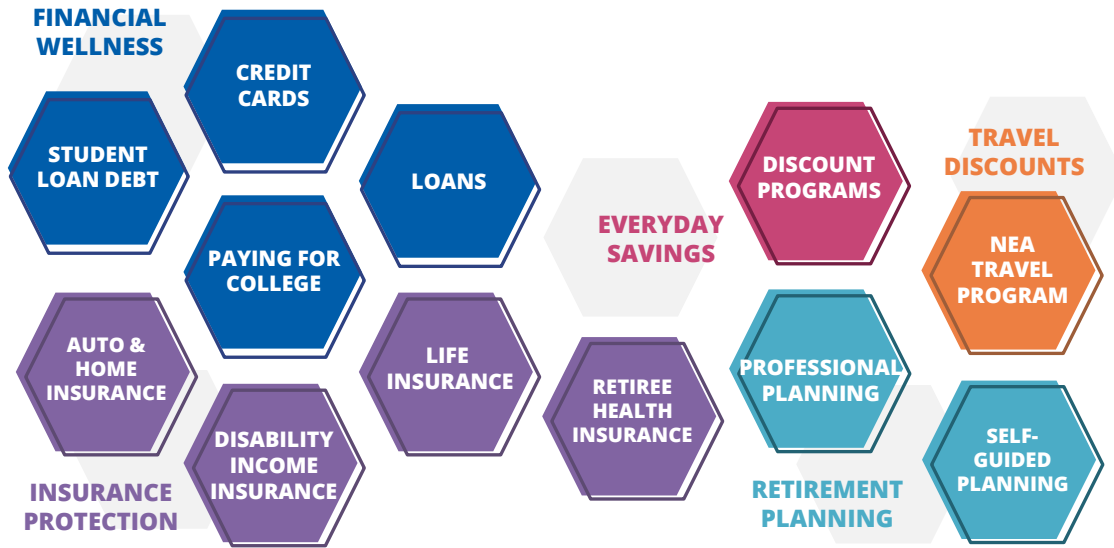 FINANCIAL
WELLNESS
CREDIT
CARDS
STUDENT
LOAN DEBT
LOANS
PAYING FOR
COLLEGE
EVERYDAY
SAVINGS
DISCOUNT
PROGRAMS
TRAVEL
DISCOUNTS
NEA
TRAVEL
PROGRAM
AUTO &
HOME
INSURANCE
DISABILITY
INCOME
INSURANCE
LIFE
INSURANCE
RETIREE
HEALTH
INSURANCE
INSURANCE
PROTECTION
PROFESSIONAL
PLANNING
SELF-
GUIDED
PLANNING
RETIREMENT
PLANNING